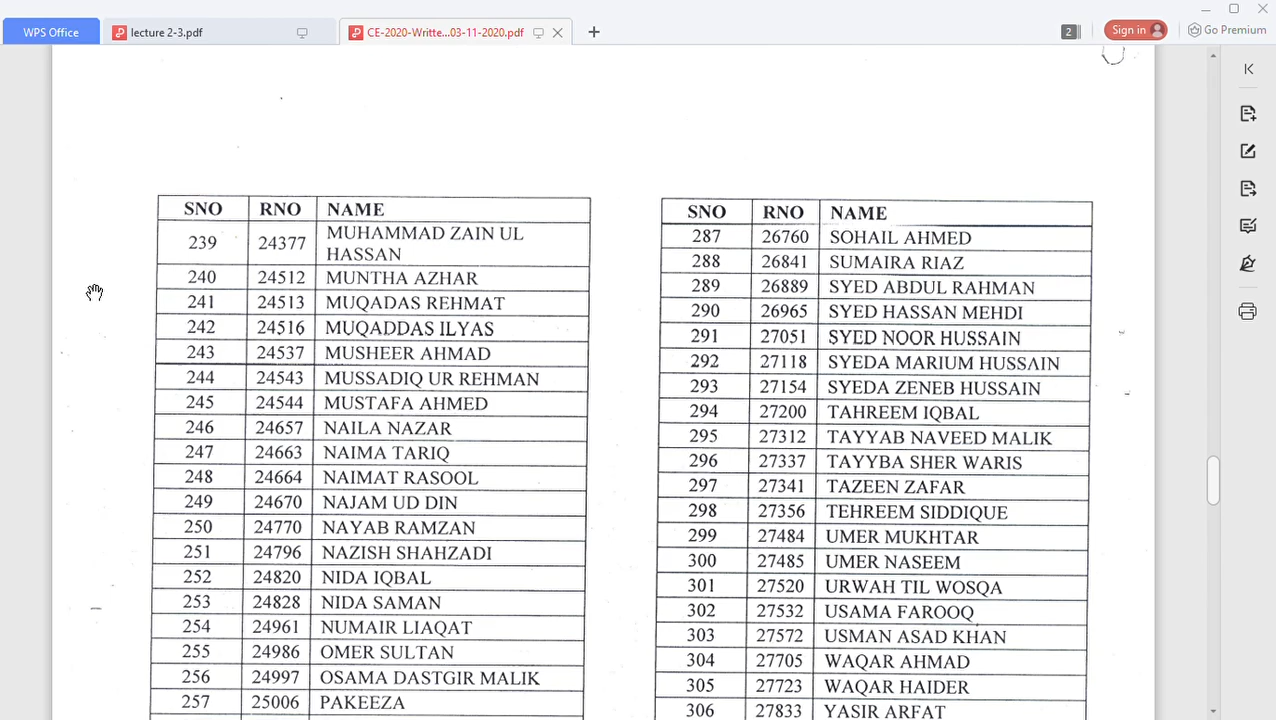 WPS Office
lecture 2-3.pdf
CE-2020-Writte...03-11-2020.pdf
2
Sign in
Go Premium
SNO RNO NAME
239 24377 MUHAMMAD ZAIN UL
HASSAN
240 24512 MUNTHA AZHAR
241 24513 MUQADAS REHMAT
242 24516 MUQADDAS ILYAS
243 24537 MUSHEER AHMAD
244 24543 MUSSADIQ UR REHMAN
245 24544 MUSTAFA AHMED
246 24657 NAILA NAZAR
247 24663 NAIMA TARIQ
248 24664 NAIMAT RASOOL
249 24670 NAJAM UD DIN
250 24770 NAYAB RAMZAN
251 24796 NAZISH SHAHZADI
252 24820 NIDA IQBAL
253 24828 NIDA SAMAN
254 24961 NUMAIR LIAQAT
255 24986 OMER SULTAN
256 24997 OSAMA DASTGIR MALIK
257 25006 PAKEEZA
SNO RNO NAME
287 26760 SOHAIL AHMED
288 26841 SUMAIRA RIAZ
289 26889 SYED ABDUL RAHMAN
290 26965 SYED HASSAN MEHDI
291 27051 SYED NOOR HUSSAIN
292 27118 SYEDA MARIUM HUSSAIN
293 27154 SYEDA ZENEB HUSSAIN
294 27200 TAHREEM IQBAL
295 27312 TAYYAB NAVEED MALIK
296 27337 TAYYBA SHER WARIS
297 27341 TAZEEN ZAFAR
298 27356 TEHREEM SIDDIQUE
299 27484 UMER MUKHTAR
300 27485 UMER NASEEM
301 27520 URWAH TIL WOSQA
302 27532 USAMA FAROOQ
303 27572 USMAN ASAD KHAN
304 27705 WAQAR AHMAD
305 27723 WAQAR HAIDER
306 27833 YASIR ARFAT